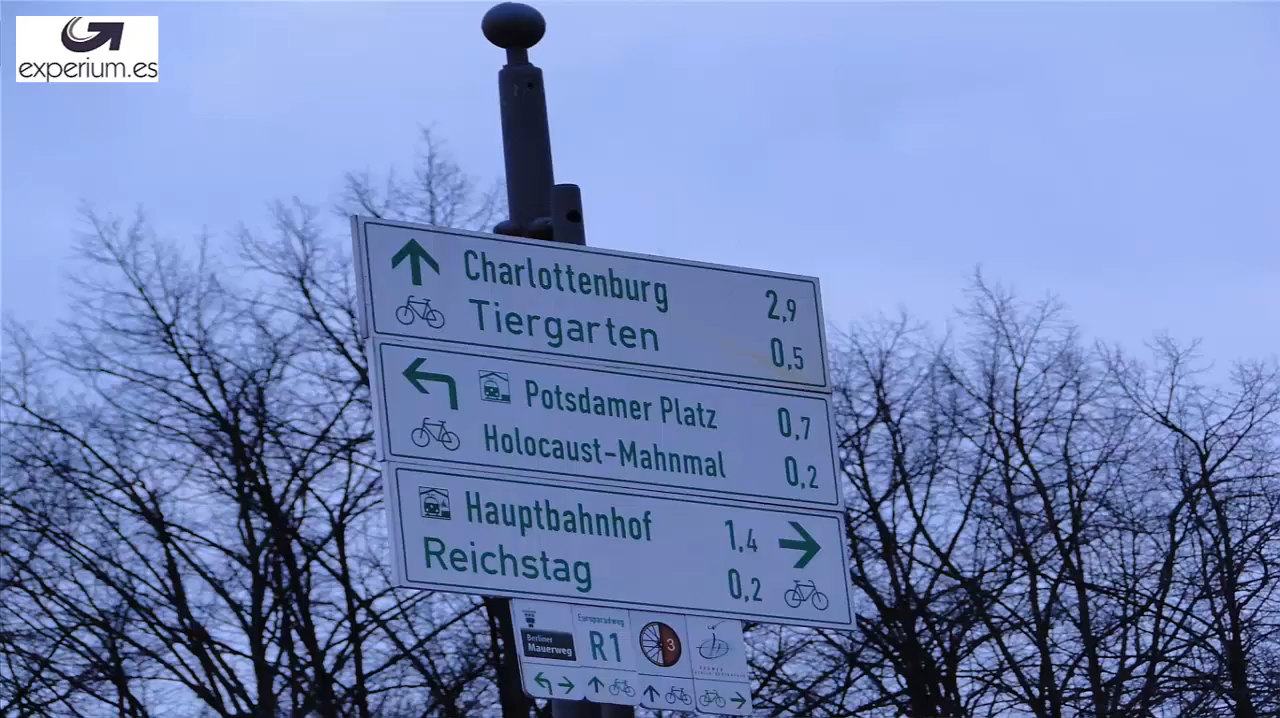 experium.es
Charlottenburg 2,9
Tiergarten 0,5
Potsdamer Platz 0,7
Holocaust-Mahnmal 0,2
Hauptbahnhof 1,4
Reichstag 0,2
Berliner
Mauerweg
Europaradweg
R1
3